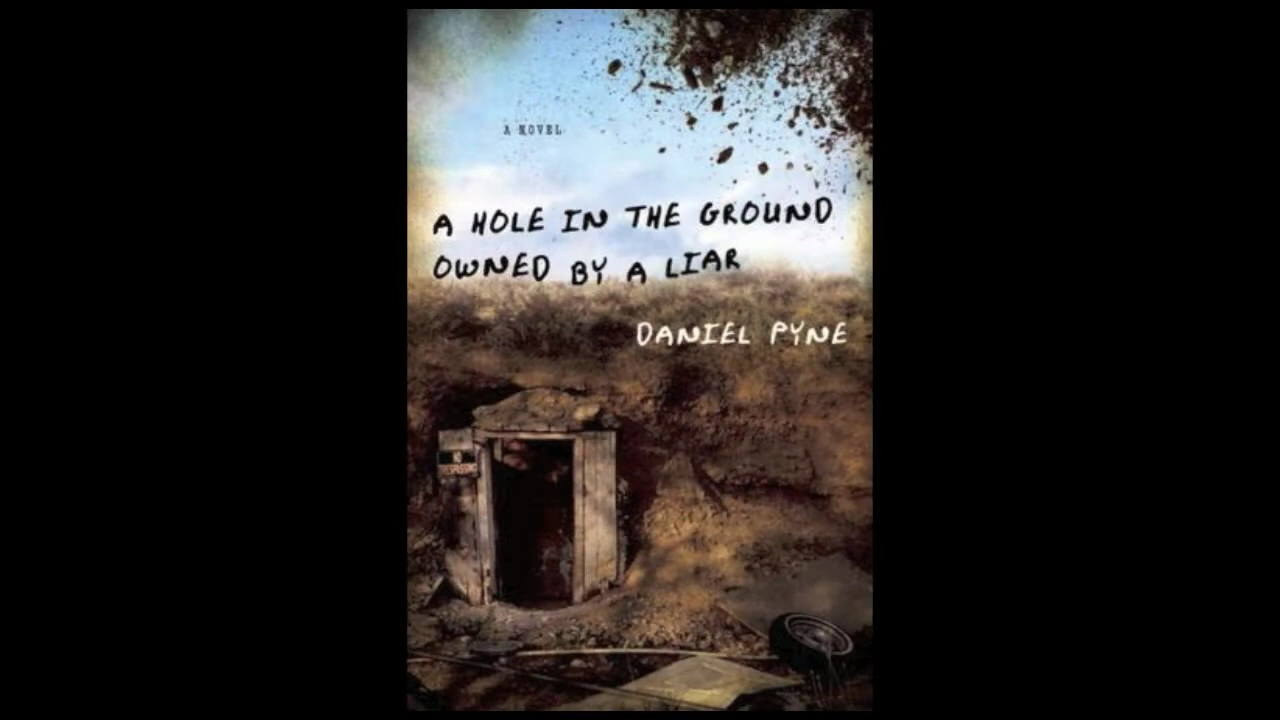 A NOVEL
A HOLE IN THE GROUND
OWNED BY A LIAR
DANIEL PYNE